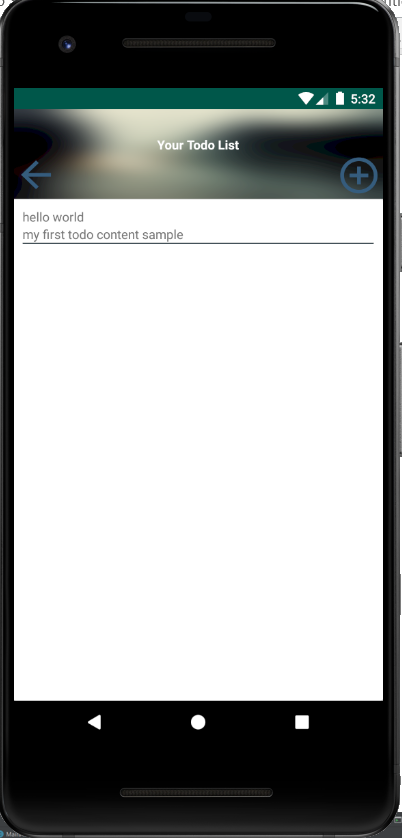 5:32
Your Todo List
hello world
my first todo content sample